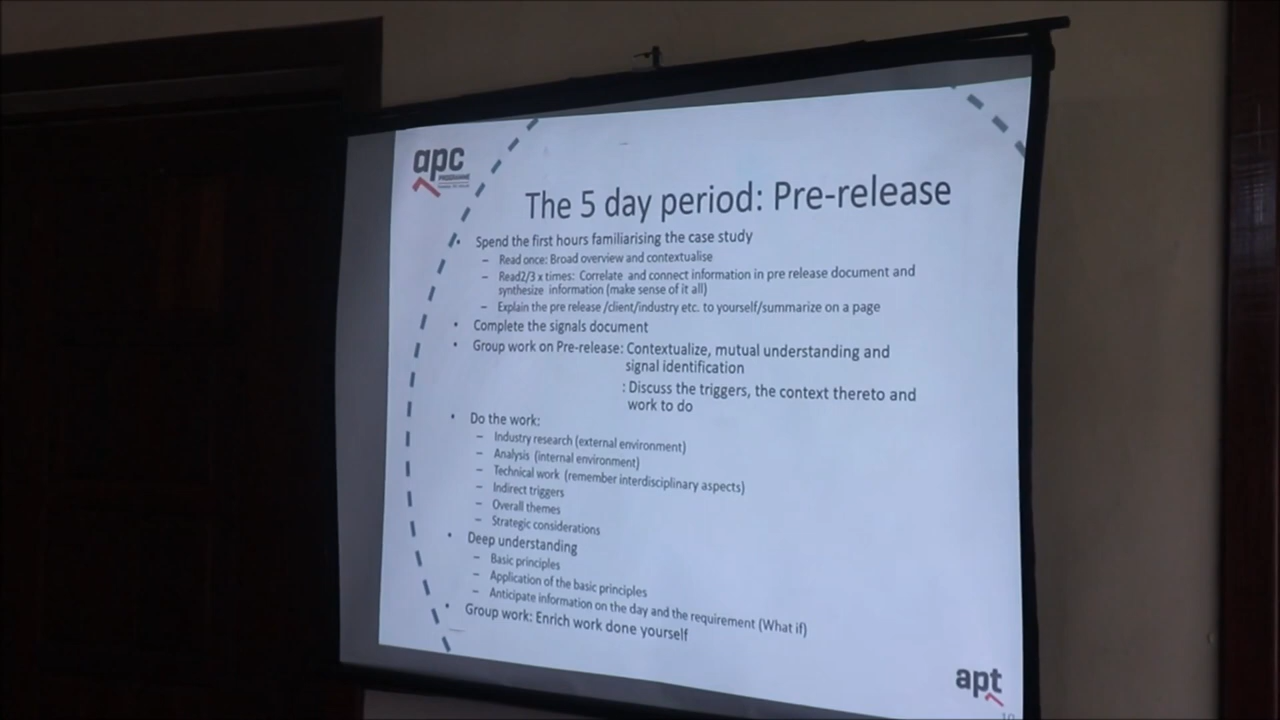 apc
PROGRAMME
The 5 day period: Pre-release
• Spend the first hours familiarising the case study
– Read once: Broad overview and contextualise
– Read2/3 x times: Correlate and connect information in pre release document and
synthesize information (make sense of it all)
– Explain the pre release /client/industry etc. to yourself/summarize on a page
• Complete the signals document
• Group work on Pre-release: Contextualize, mutual understanding and
signal identification
: Discuss the triggers, the context thereto and
work to do
• Do the work:
– Industry research (external environment)
– Analysis (internal environment)
– Technical work (remember interdisciplinary aspects)
– Indirect triggers
– Overall themes
– Strategic considerations
• Deep understanding
– Basic principles
– Application of the basic principles
– Anticipate information on the day and the requirement (What if)
• Group work: Enrich work done yourself
apt